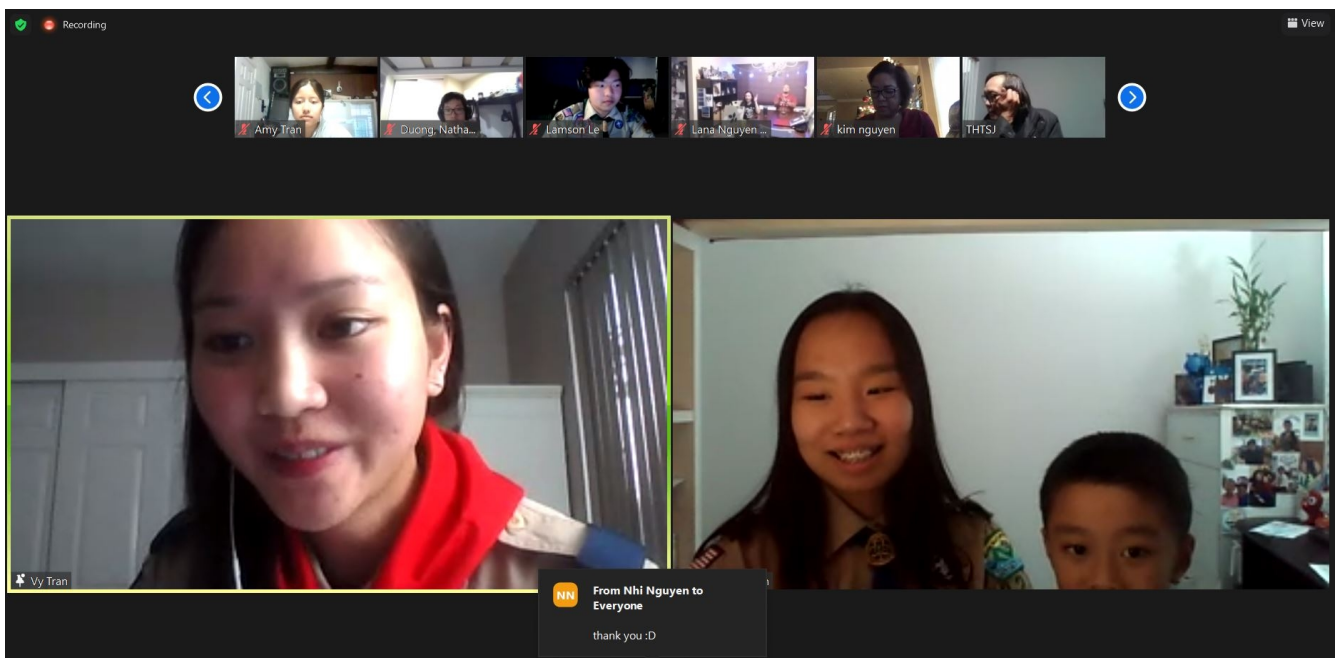 Recording
View
Amy Tran
Duong, Natha...
Lamson Le
Lana Nguyen ...
kim nguyen
THTSJ
Vy Tran
NN
From Nhi Nguyen to
Everyone
thank you :D